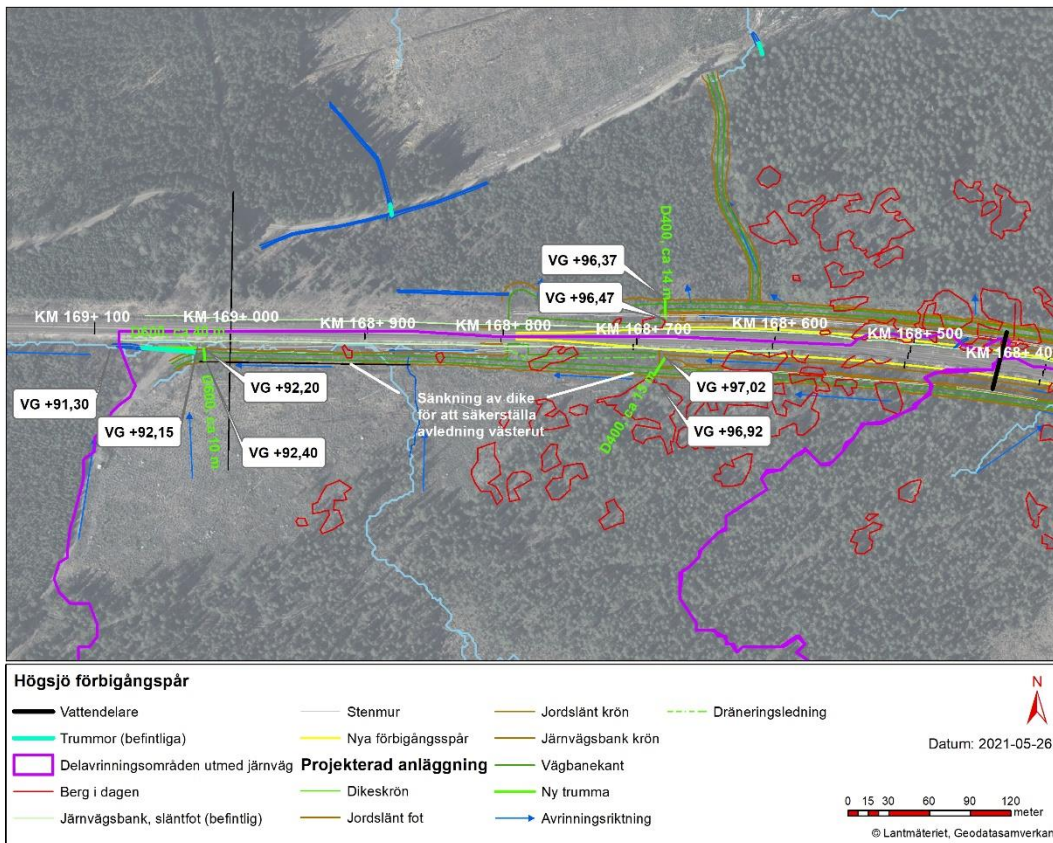 D400, ca 14 m
VG +96,37
VG +96,47
KM 169+ 100
KM 169+ 000
KM 168+ 900
KM 168+ 800
KM 168+ 700
KM 168+ 600
KM 168+ 500
KM 168+ 40
VG +91,30
VG +92,15
VG +92,20
VG +92,40
ca 10 m
Sänkning av dike
för att säkerställa
avledning västerut
VG +97,02
VG +96,92
D400, ca 15 m
Högsjö förbigångspår
Vattendelare
Trummor (befintliga)
Delavrinningsområden utmed järnväg
Berg i dagen
Järnvägsbank, släntfot (befintlig)
Stenmur
Nya förbigångsspår
Projekterad anläggning
Dikeskrön
Jordslänt fot
Jordslänt krön
Järnvägsbank krön
Vägbanekant
Ny trumma
Avrinningsriktning
Dräneringsledning
N
Datum: 2021-05-26
0 15 30 60 90 120
meter
© Lantmäteriet, Geodatasamverkan